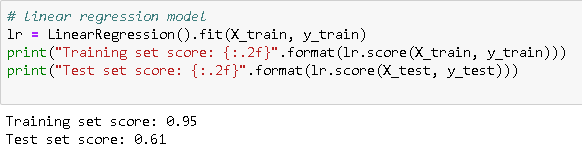 # Linear regression model
lr = LinearRegression().fit(X_train, y_train)
print("Training set score: {:.2f}".format(lr.score(X_train, y_train)))
print("Test set score: {:.2f}".format(lr.score(X_test, y_test)))
Training set score: 0.95
Test set score: 0.61